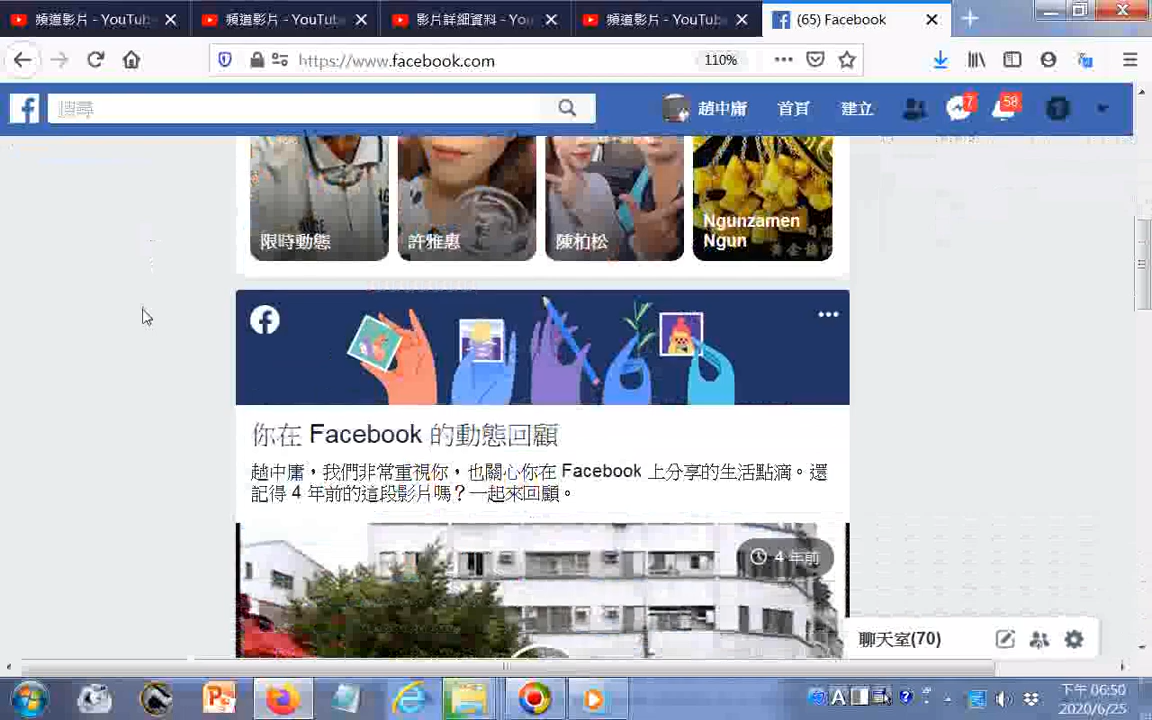 頻道影片 - YouTub
頻道影片 - YouTub
影片詳細資料 - You
頻道影片 - YouTub
(65) Facebook
https://www.facebook.com
110%
搜尋
趙中庸
首頁
建立
7
58
限時動態
許雅惠
陳柏松
Ngunzamen
Ngun
你在 Facebook 的動態回顧
趙中庸，我們非常重視你，也關心你在 Facebook 上分享的生活點滴。還
記得 4 年前的這段影片嗎？一起來回顧。
4 年前
聊天室(70)
下午 06:50
2020/6/25